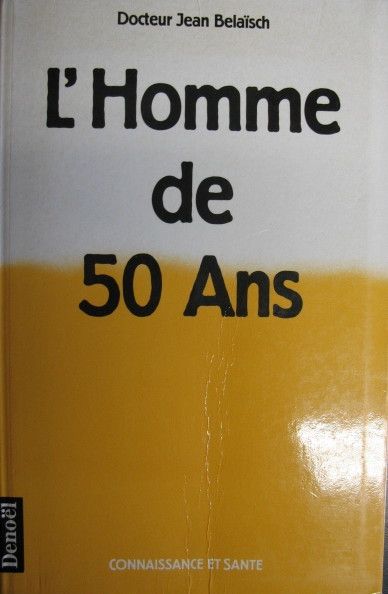 Docteur Jean Belaïsch
L'Homme
de
50 Ans
Denoël
CONNAISSANCE ET SANTE